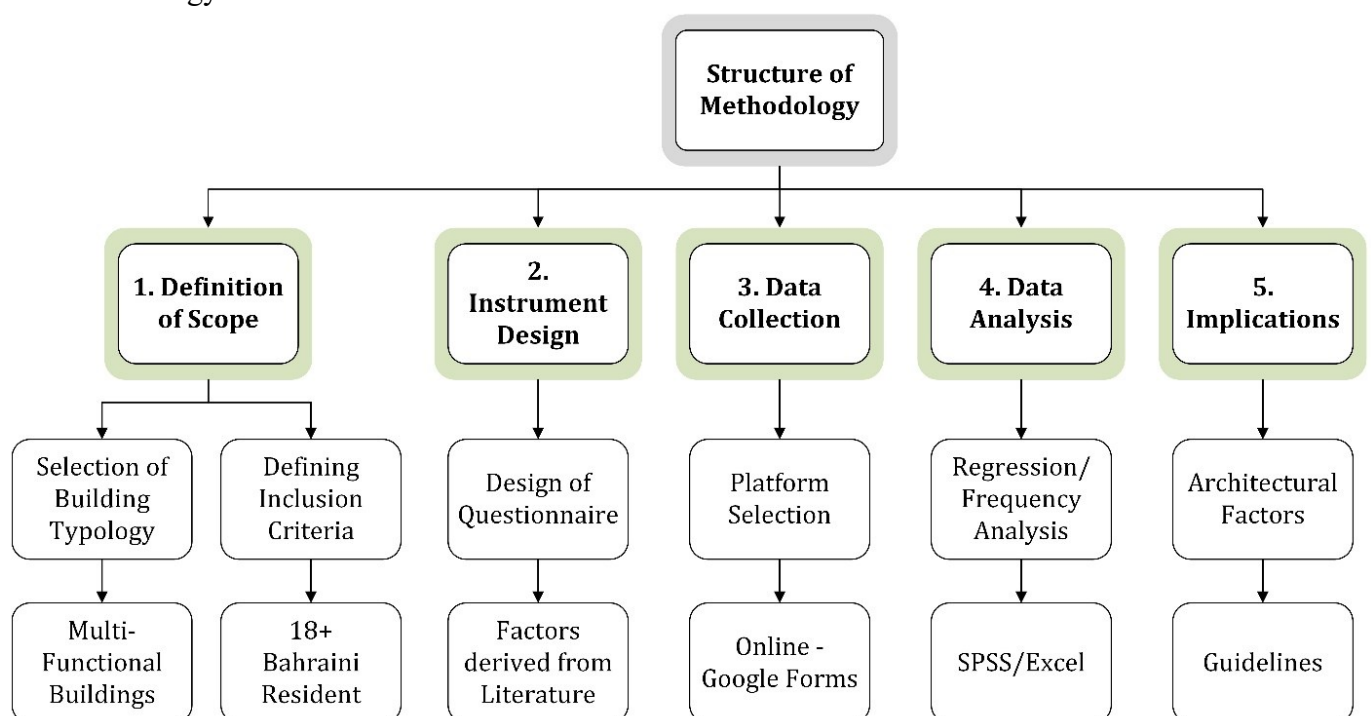 Structure of
Methodology
1. Definition
of Scope
2.
Instrument
Design
3. Data
Collection
4. Data
Analysis
5.
Implications
Selection of
Building
Typology
Defining
Inclusion
Criteria
Design of
Questionnaire
Platform
Selection
Regression/
Frequency
Analysis
Architectural
Factors
Multi-
Functional
Buildings
18+
Bahraini
Resident
Factors
derived from
Literature
Online -
Google Forms
SPSS/Excel
Guidelines